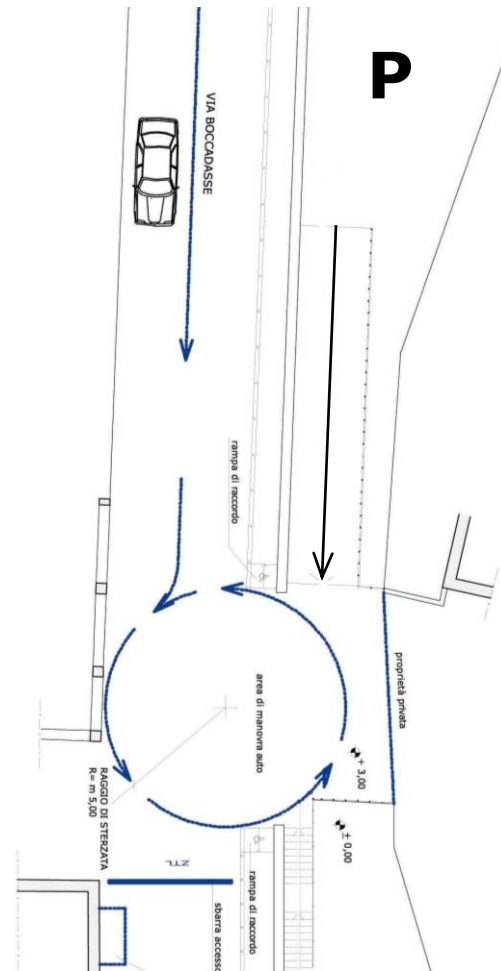 P
VIA BOCCADASSE
rampa di raccordo
proprietà privata
area di manovra auto
+ 3,00
± 0,00
RAGGIO DI STERZATA
R= m 5,00
ZTL
rampa di raccordo
sbarra accesso